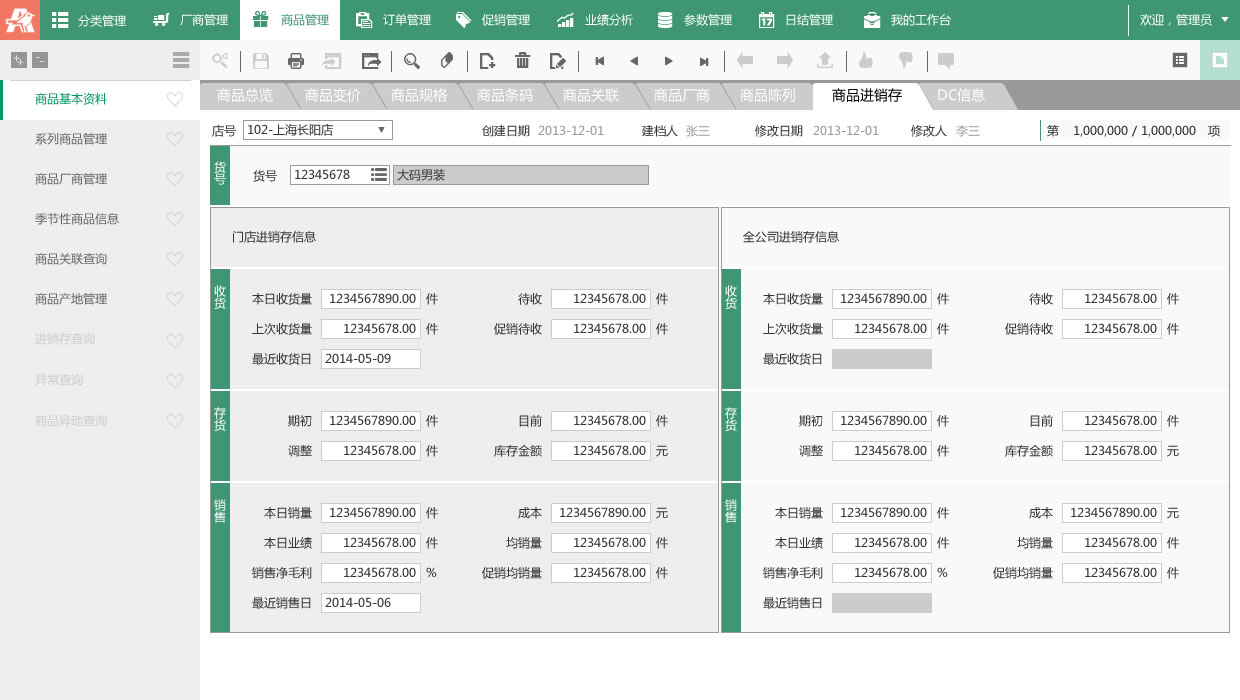 分类管理 厂商管理 商品管理 订单管理 促销管理 业绩分析 参数管理 17 日结管理 我的工作台 欢迎，管理员
商品总览 商品变价 商品规格 商品条码 商品关联 商品厂商 商品陈列 商品进销存 DC信息
商品基本资料
系列商品管理
商品厂商管理
季节性商品信息
商品关联查询
商品产地管理
进销存查询
异常查询
商品异动查询
店号 102-上海长阳店 创建日期 2013-12-01 建档人 张三 修改日期 2013-12-01 修改人 李三 第 1,000,000 / 1,000,000 项
货号 货号 12345678 大码男装
门店进销存信息
收货
本日收货量 1234567890.00 件 待收 12345678.00 件
上次收货量 12345678.00 件 促销待收 12345678.00 件
最近收货日 2014-05-09
存货
期初 1234567890.00 件 目前 12345678.00 件
调整 12345678.00 件 库存金额 12345678.00 元
销售
本日销量 1234567890.00 件 成本 1234567890.00 元
本日业绩 12345678.00 件 均销量 12345678.00 件
销售净毛利 12345678.00 % 促销均销量 12345678.00 件
最近销售日 2014-05-06
全公司进销存信息
收货
本日收货量 1234567890.00 件 待收 12345678.00 件
上次收货量 12345678.00 件 促销待收 12345678.00 件
最近收货日
存货
期初 1234567890.00 件 目前 12345678.00 件
调整 12345678.00 件 库存金额 12345678.00 元
销售
本日销量 1234567890.00 件 成本 1234567890.00 元
本日业绩 12345678.00 件 均销量 12345678.00 件
销售净毛利 12345678.00 % 促销均销量 12345678.00 件
最近销售日